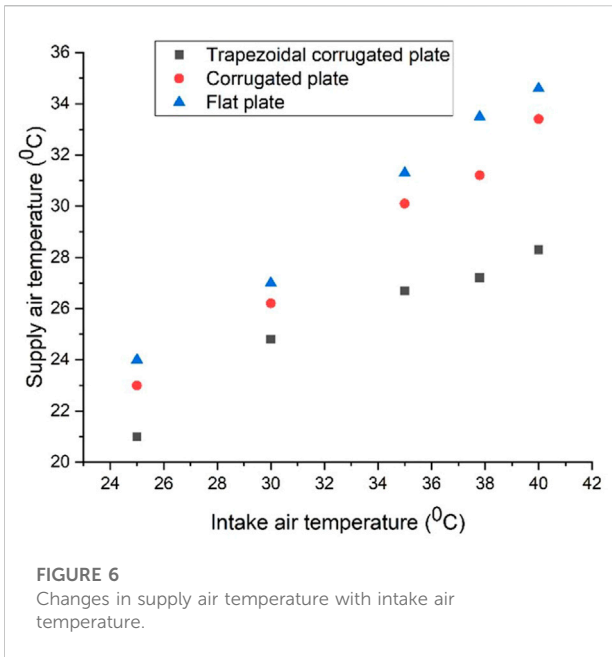 Trapezoidal corrugated plate
Corrugated plate
Flat plate
Supply air temperature (⁰C)
36
34
32
30
28
26
24
22
20
24 26 28 30 32 34 36 38 40 42
Intake air temperature (⁰C)
FIGURE 6
Changes in supply air temperature with intake air
temperature.